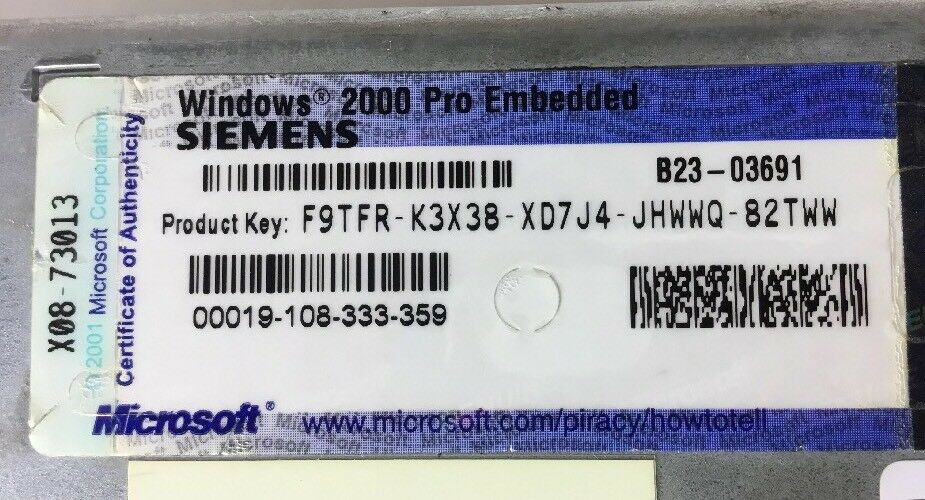 Windows® 2000 Pro Embedded
SIEMENS
B23-03691
Product Key: F9TFR-K3X38-XD7J4-JHWWQ-82TWW
00019-108-333-359
Microsoft® www.microsoft.com/piracy/howtotell
X08-73013
2001 Microsoft Corporation
Certificate of Authenticity